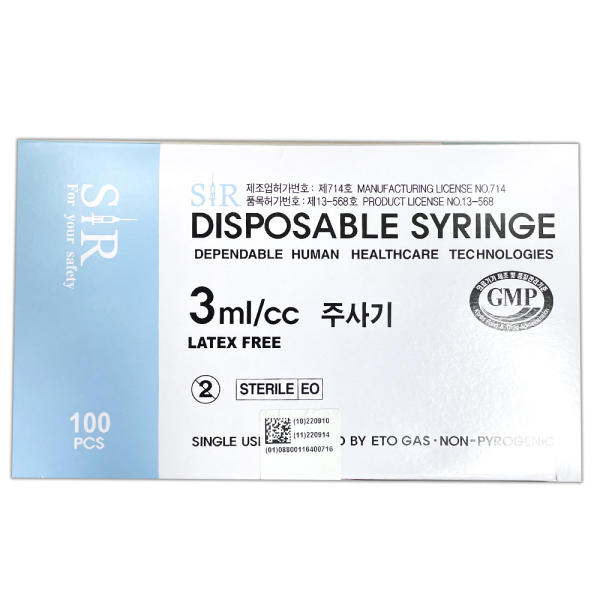 SIR
For your safety
100
PCS
SIR
제조업허가번호 : 제714호 MANUFACTURING LICENSE NO.714
품목허가번호 : 제13-568호 PRODUCT LICENSE NO.13-568
DISPOSABLE SYRINGE
DEPENDABLE HUMAN HEALTHCARE TECHNOLOGIES
GMP
3ml/cc 주사기
LATEX FREE
2
STERILE EO
(10)220910
(11)220914
(01)08800116400716
SINGLE USE BY ETO GAS · NON-PYROGENIC